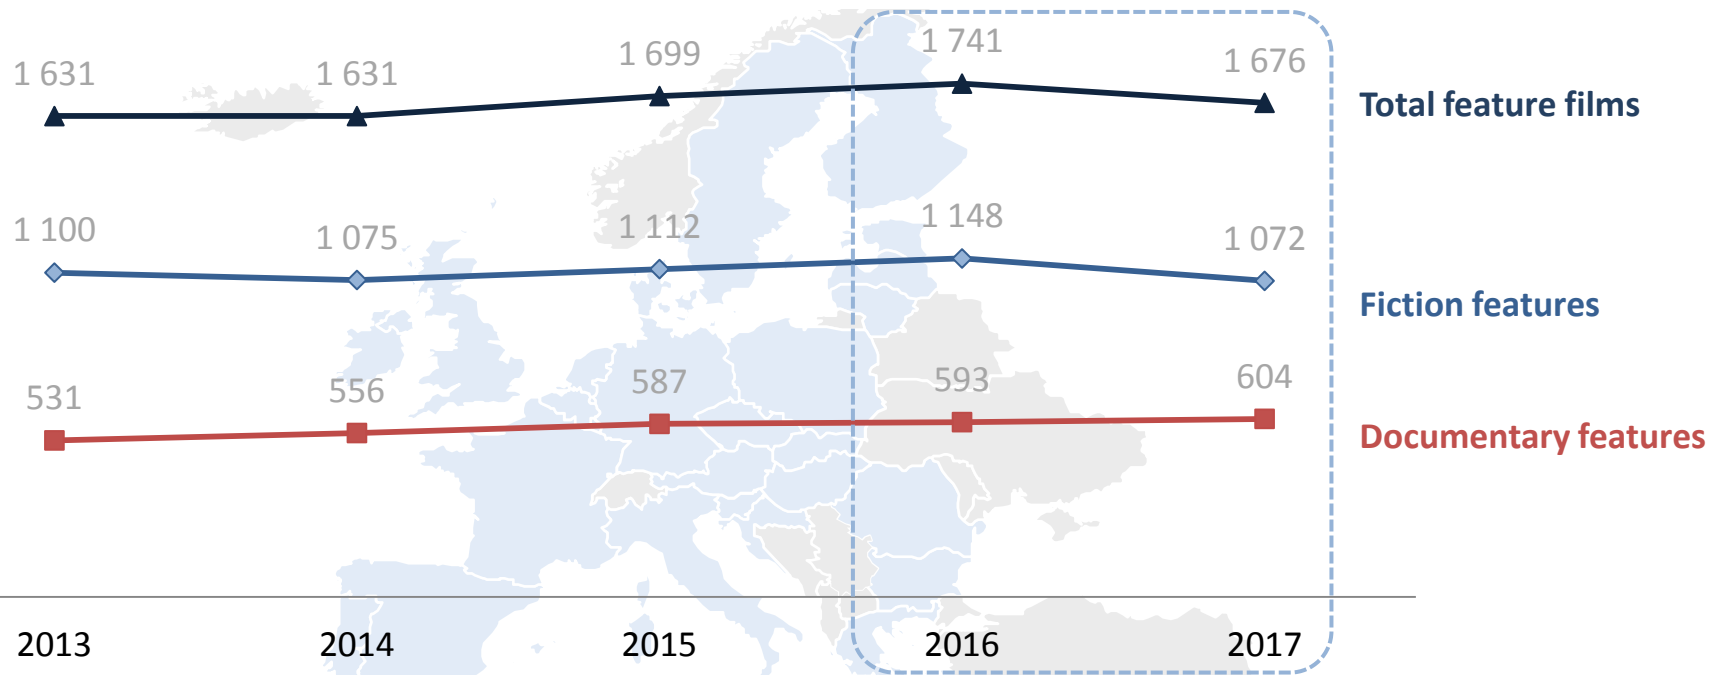 1 631 1 631 1 699 1 741 1 676
Total feature films
1 100 1 075 1 112 1 148 1 072
Fiction features
531 556 587 593 604
Documentary features
2013 2014 2015 2016 2017